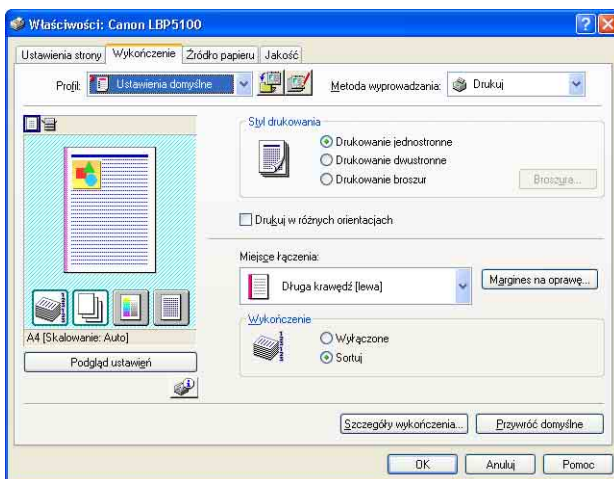 Właściwości: Canon LBP5100
Ustawienia strony Wykończenie Źródło papieru Jakość
Profil: Ustawienia domyślne Metoda wyprowadzania: Drukuj
Styl drukowania
Drukowanie jednostronne
Drukowanie dwustronne
Drukowanie broszur Broszura...
Drukuj w różnych orientacjach
Miejsce łączenia:
Długa krawędź [lewa] Margines na oprawę...
Wykończenie
Wyłączone
Sortuj
A4 [Skalowanie: Auto]
Podgląd ustawień
Szczegóły wykończenia... Przywróć domyślne
OK Anuluj Pomoc